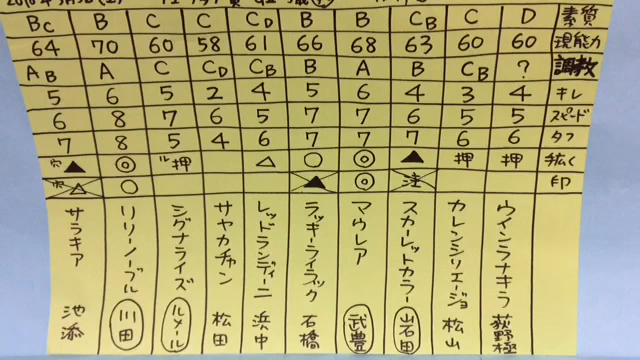 Bc B C C CD B B CB C D 素質
64 70 60 58 61 66 68 63 60 60 現能力
AB A C CD CB B A B CB ? 調教
5 6 5 2 4 5 6 4 3 4 キレ
6 8 7 6 5 7 7 6 5 5 スピード
7 8 5 4 6 7 7 7 6 6 タフ
穴▲ ◎ ル押 △ ○ ◎ ▲ 押 押 拡く
穴△ ○ ▲ ◎ 注 印
サラキア 池添
リリーノーブル 川田
シグナライズ ルメール
サヤカチャン 松田
レッドランディーニ 浜中
ラッキーライラック 石橋
マウレア 武豊
スカーレットカラー 岩田
カレンシリエージョ 松山
ウインラナキラ 荻野極